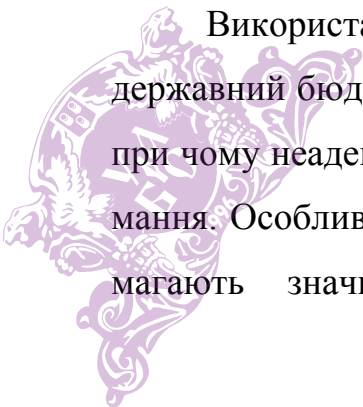 Використа
державний бюд
при чому неаде
мання. Особлив
магають значн